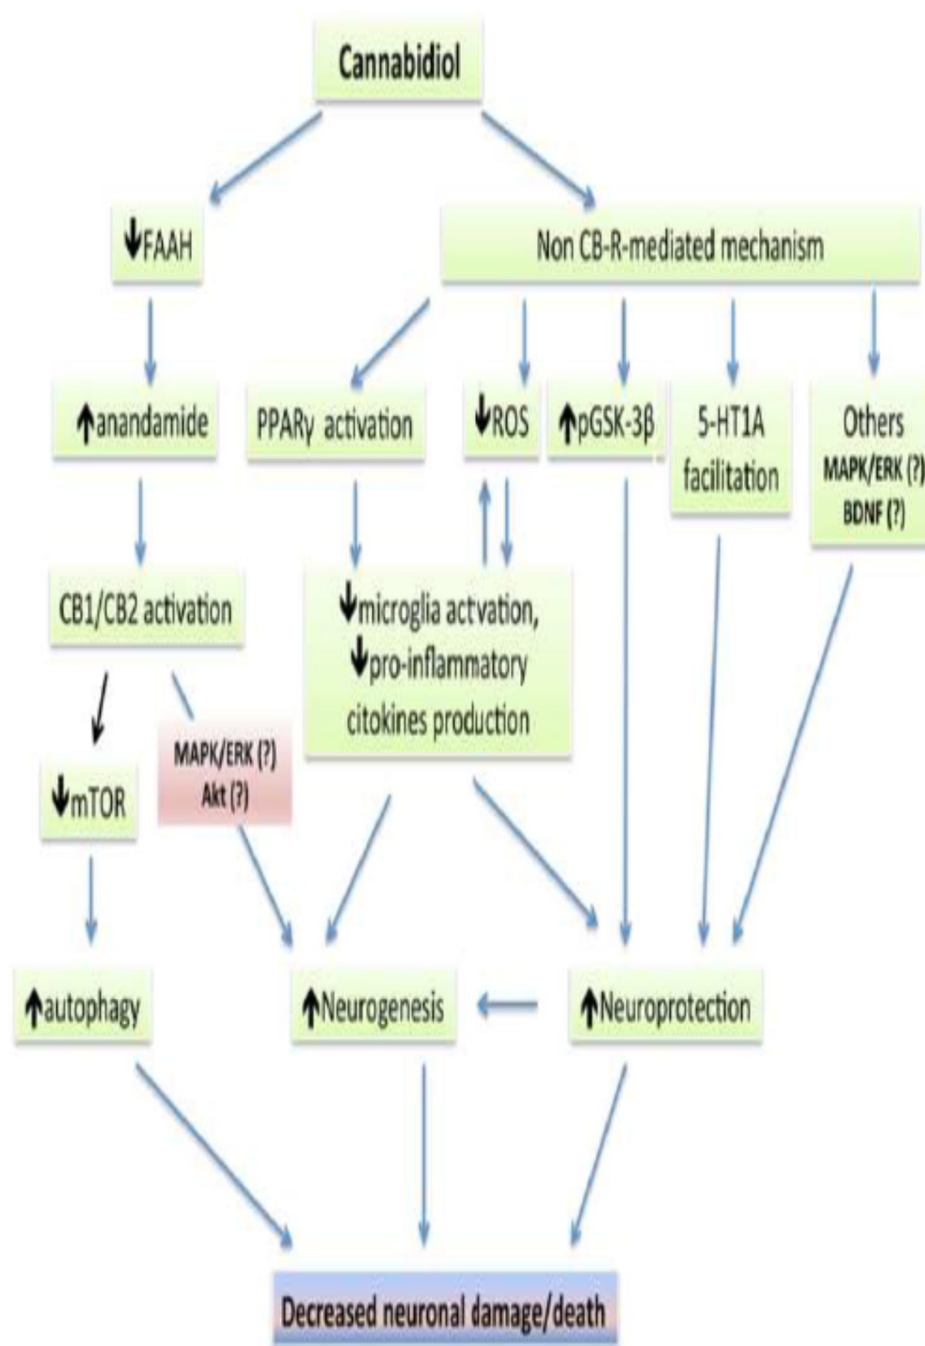 Cannabidiol
↓FAAH
Non CB-R-mediated mechanism
↑anandamide
PPARγ activation
↓ROS
↑pGSK-3β
5-HT1A
facilitation
Others
MAPK/ERK (?)
BDNF (?)
CB1/CB2 activation
↓microglia actvation,
↓pro-inflammatory
citokines production
MAPK/ERK (?)
Akt (?)
↓mTOR
↑autophagy
↑Neurogenesis
↑Neuroprotection
Decreased neuronal damage/death